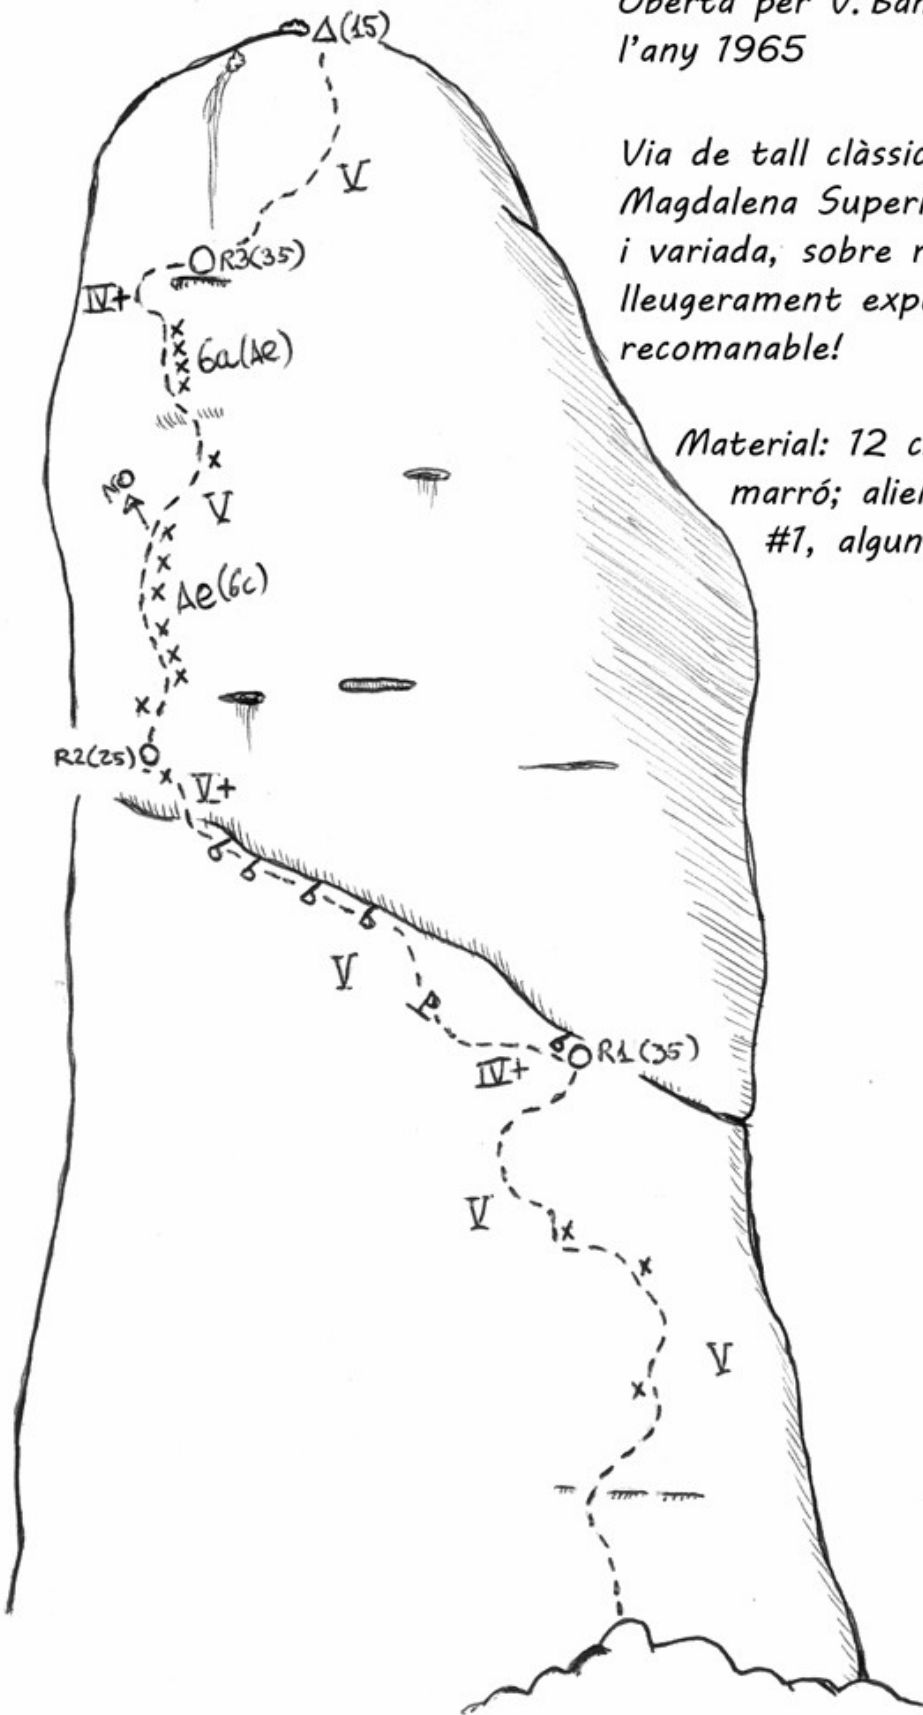 Oberta per V. Bar
l'any 1965
Via de tall clàssic
Magdalena Superi
i variada, sobre r
lleugerament exp
recomanable!
Material: 12 c
marró; alie
#1, algun
Δ(15)
V
R3(35)
IV+
6a(Ae)
NO
V
Ae(6c)
R2(25)
V+
V
P
R1(35)
IV+
V
V